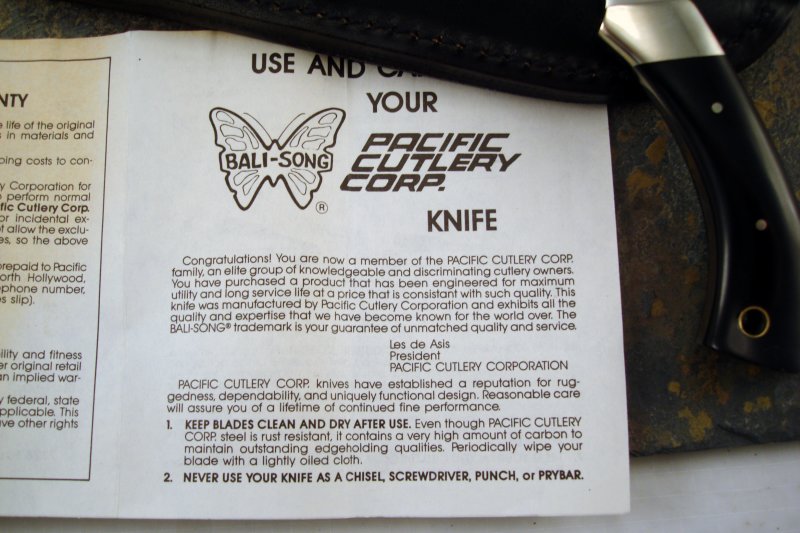 NTY
e life of the original
s in materials and
ping costs to con-
y Corporation for
o perform normal
fic Cutlery Corp.
or incidental ex-
t allow the exclu-
es, so the above
repaid to Pacific
orth Hollywood,
ephone number,
s slip).
ility and fitness
er original retail
an implied war-
y federal, state
pplicable. This
ve other rights
USE AND CA
YOUR
BALI-SONG
®
PACIFIC
CUTLERY
CORP.
KNIFE
Congratulations! You are now a member of the PACIFIC CUTLERY CORP.
family, an elite group of knowledgeable and discriminating cutlery owners.
You have purchased a product that has been engineered for maximum
utility and long service life at a price that is consistent with such quality. This
knife was manufactured by Pacific Cutlery Corporation and exhibits all the
quality and expertise that we have become known for the world over. The
BALI-SONG® trademark is your guarantee of unmatched quality and service.
Les de Asis
President
PACIFIC CUTLERY CORPORATION
PACIFIC CUTLERY CORP. knives have established a reputation for rug-
gedness, dependability, and uniquely functional design. Reasonable care
will assure you of a lifetime of continued fine performance.
1. KEEP BLADES CLEAN AND DRY AFTER USE. Even though PACIFIC CUTLERY
CORP. steel is rust resistant, it contains a very high amount of carbon to
maintain outstanding edgeholding qualities. Periodically wipe your
blade with a lightly oiled cloth.
2. NEVER USE YOUR KNIFE AS A CHISEL, SCREWDRIVER, PUNCH, or PRYBAR.